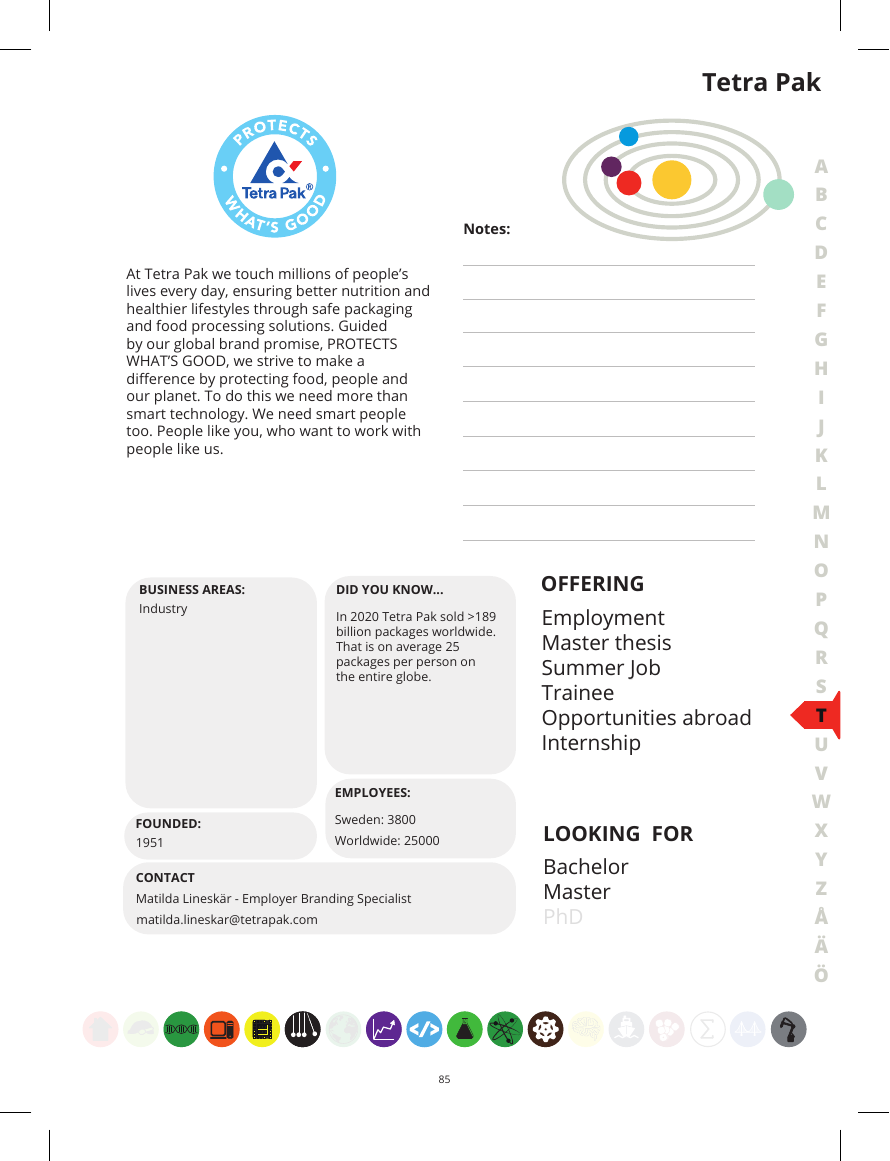 Tetra Pak
PROTECTS
Tetra Pak®
WHAT'S GOOD
Notes:
At Tetra Pak we touch millions of people's
lives every day, ensuring better nutrition and
healthier lifestyles through safe packaging
and food processing solutions. Guided
by our global brand promise, PROTECTS
WHAT'S GOOD, we strive to make a
difference by protecting food, people and
our planet. To do this we need more than
smart technology. We need smart people
too. People like you, who want to work with
people like us.
BUSINESS AREAS:
Industry
DID YOU KNOW...
In 2020 Tetra Pak sold >189
billion packages worldwide.
That is on average 25
packages per person on
the entire globe.
EMPLOYEES:
Sweden: 3800
Worldwide: 25000
FOUNDED:
1951
CONTACT
Matilda Lineskär - Employer Branding Specialist
matilda.lineskar@tetrapak.com
OFFERING
Employment
Master thesis
Summer Job
Trainee
Opportunities abroad
Internship
LOOKING FOR
Bachelor
Master
PhD
A
B
C
D
E
F
G
H
I
J
K
L
M
N
O
P
Q
R
S
T
U
V
W
X
Y
Z
Å
Ä
Ö
</>
Σ
85